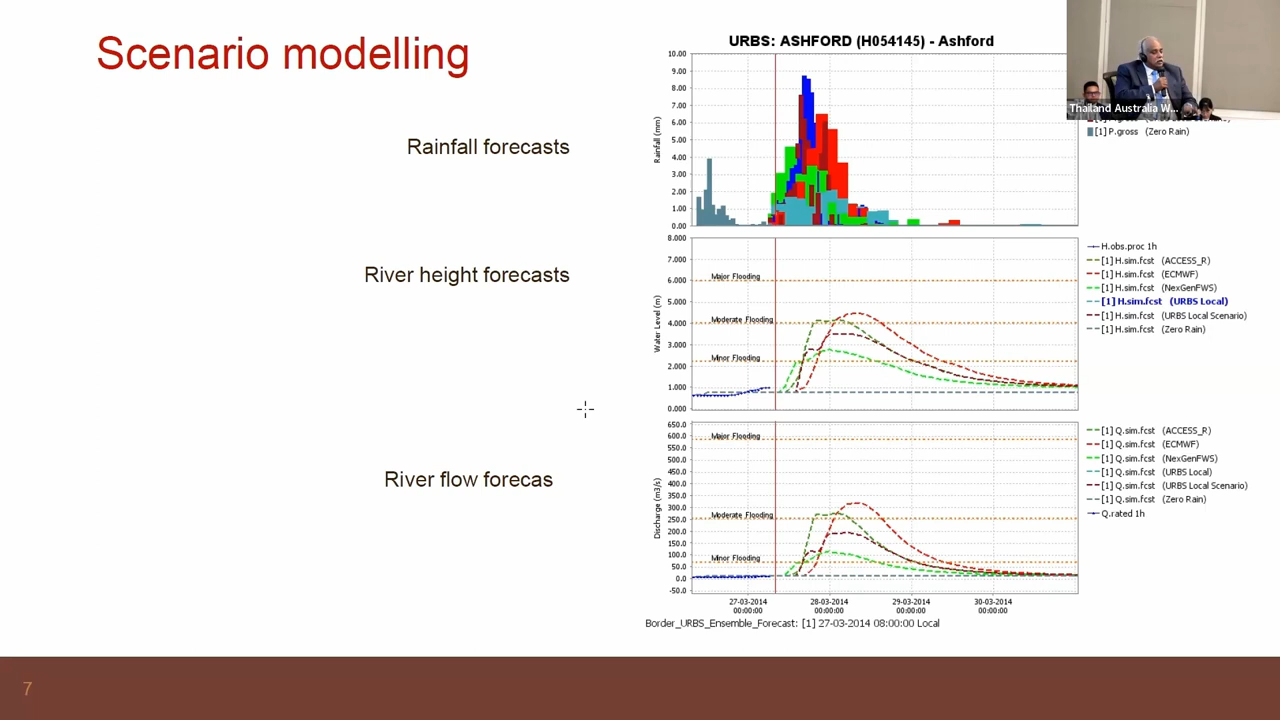 Scenario modelling
Rainfall forecasts
River height forecasts
River flow forecas
URBS: ASHFORD (H054145) - Ashford
10.00
9.00
8.00
7.00
6.00
5.00
4.00
3.00
2.00
1.00
0.00
Rainfall (mm)
Thailand Australia W...
[1] P.gross (Zero Rain)
8.000
7.000
6.000
5.000
4.000
3.000
2.000
1.000
0.000
Water Level (m)
Major Flooding
Moderate Flooding
Minor Flooding
H.obs.proc 1h
[1] H.sim.fcst (ACCESS_R)
[1] H.sim.fcst (ECMWF)
[1] H.sim.fcst (NexGenFWS)
[1] H.sim.fcst (URBS Local)
[1] H.sim.fcst (URBS Local Scenario)
[1] H.sim.fcst (Zero Rain)
650.0
600.0
550.0
500.0
450.0
400.0
350.0
300.0
250.0
200.0
150.0
100.0
50.0
0.0
-50.0
Discharge (m3/s)
Major Flooding
Moderate Flooding
Minor Flooding
[1] Q.sim.fcst (ACCESS_R)
[1] Q.sim.fcst (ECMWF)
[1] Q.sim.fcst (NexGenFWS)
[1] Q.sim.fcst (URBS Local)
[1] Q.sim.fcst (URBS Local Scenario)
[1] Q.sim.fcst (Zero Rain)
Q.rated 1h
27-03-2014 28-03-2014 29-03-2014 30-03-2014
00:00:00 00:00:00 00:00:00 00:00:00
Border_URBS_Ensemble_Forecast: [1] 27-03-2014 08:00:00 Local
7